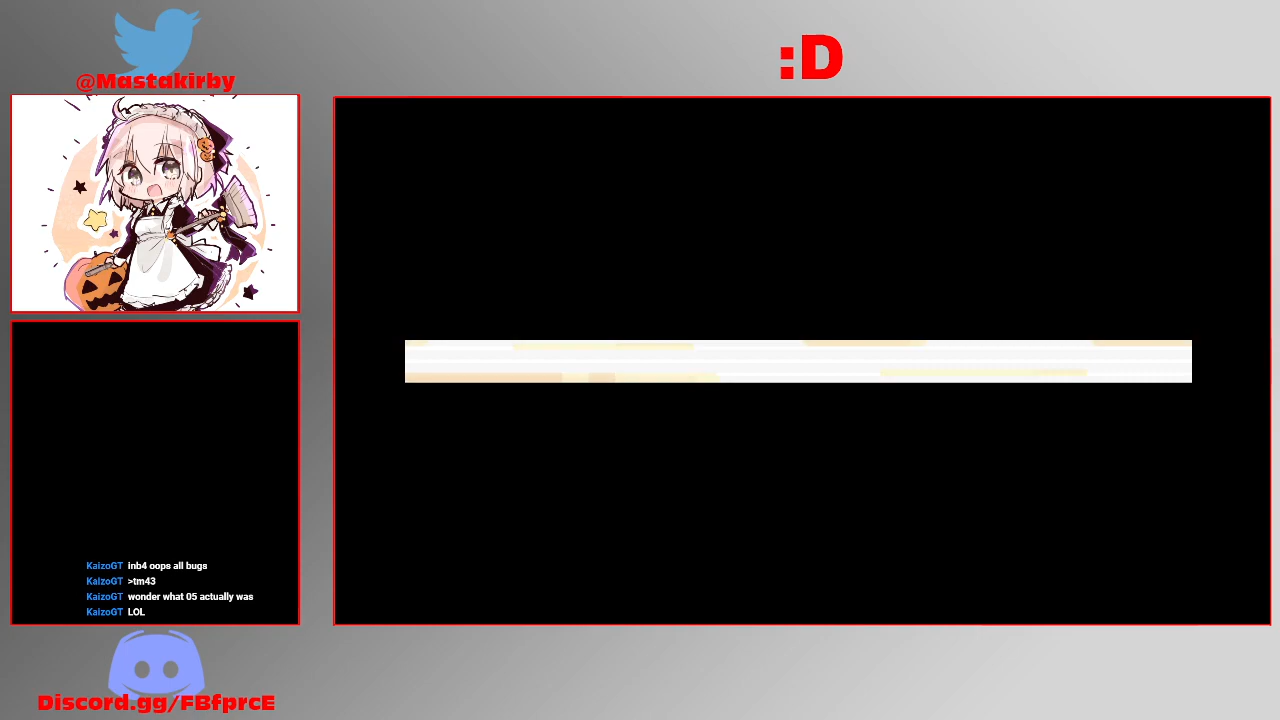 @Mastakirby
:D
KaizoGT inb4 oops all bugs
KaizoGT >tm43
KaizoGT wonder what 05 actually was
KaizoGT LOL
Discord.gg/FBfprcE